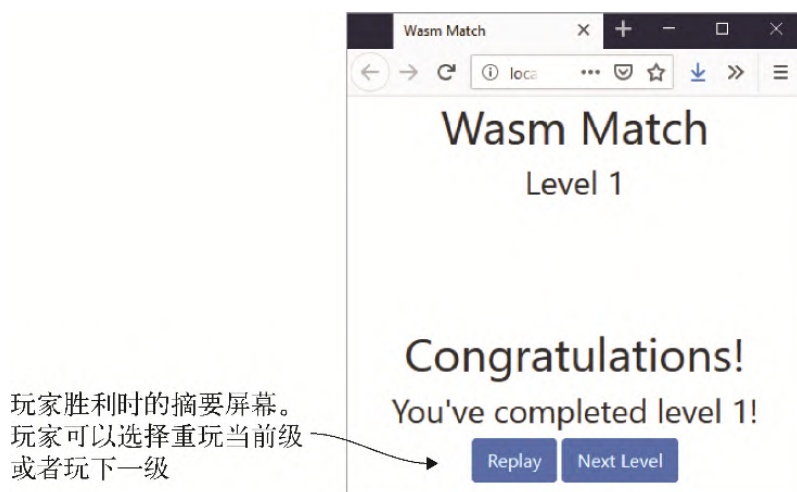 Wasm Match
loca
Wasm Match
Level 1
Congratulations!
You've completed level 1!
玩家胜利时的摘要屏幕。
玩家可以选择重玩当前级
或者玩下一级
Replay
Next Level